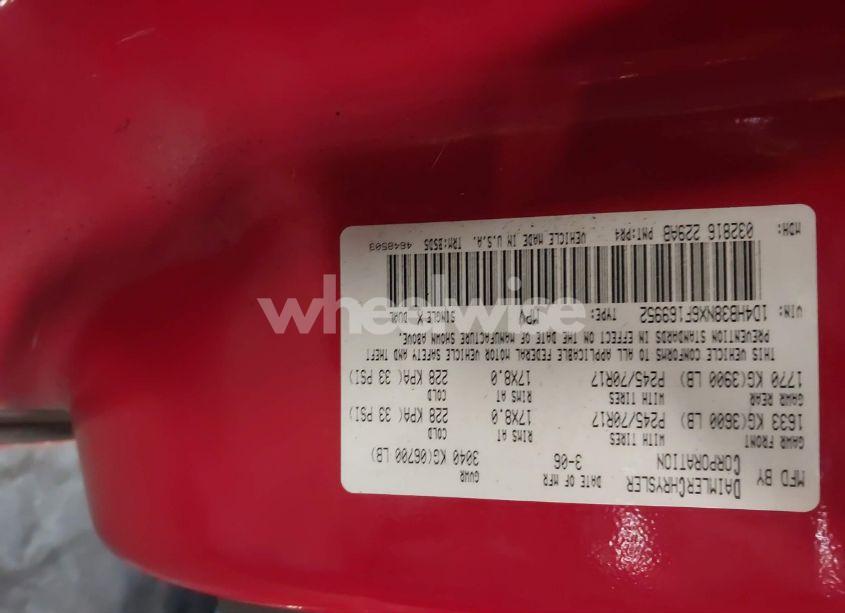 MFD BY DAIMLERCHRYSLER CORPORATION DATE OF MFR 3-06 GVWR 3040 KG(06700 LB)
GAWR FRONT WITH TIRES RIMS AT COLD
1633 KG(3600 LB) P245/70R17 17X8.0 228 KPA(33 PSI)
GAWR REAR WITH TIRES RIMS AT COLD
1770 KG(3900 LB) P245/70R17 17X8.0 228 KPA(33 PSI)
THIS VEHICLE CONFORMS TO ALL APPLICABLE FEDERAL MOTOR VEHICLE SAFETY AND THEFT
PREVENTION STANDARDS IN EFFECT ON THE DATE OF MANUFACTURE SHOWN ABOVE.
VIN: 1D4HB38NX6F169952 TYPE: MPV SINGLE X DUAL
MDH: 032816 229AB PNT:PR4 VEHICLE MADE IN U.S.A. TRM:BSD5 4648503
wheelwise